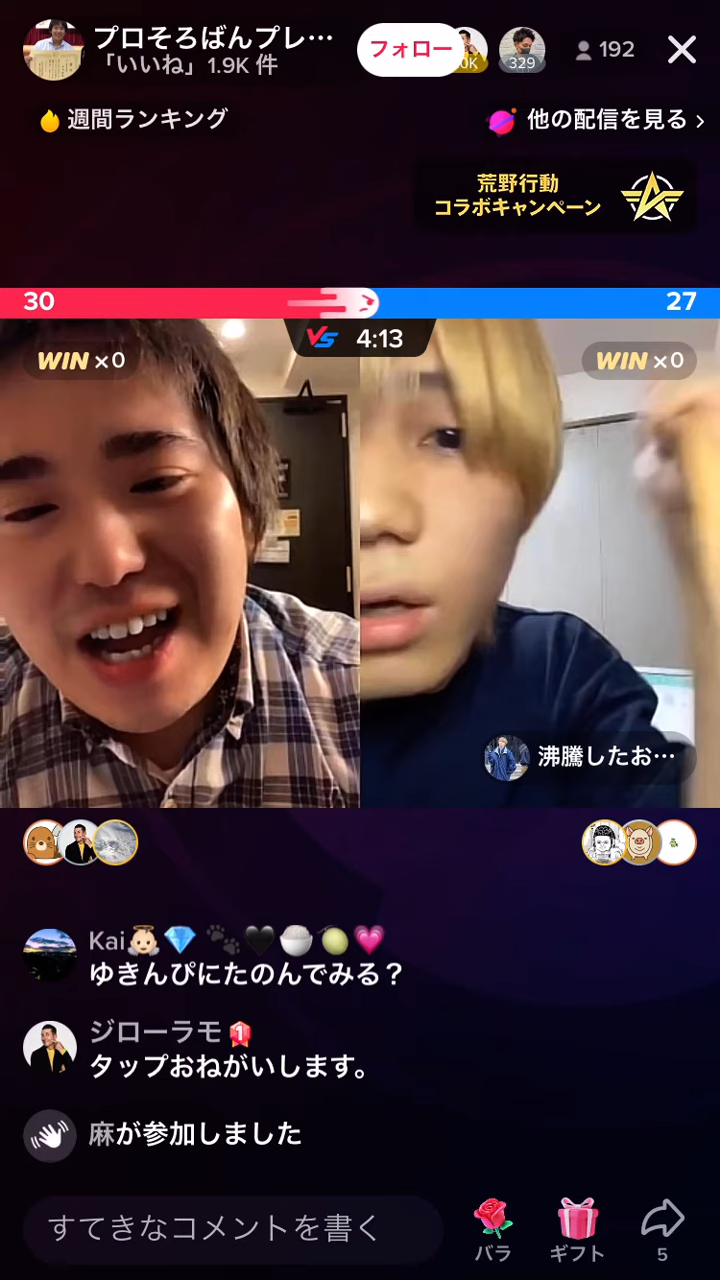 プロそろばんプレ…
「いいね」1.9K 件
フォロー
0K
329
192
週間ランキング
他の配信を見る
荒野行動
コラボキャンペーン
30
27
VS 4:13
WIN ×0
WIN ×0
沸騰したお…
Kai
ゆきんぴにたのんでみる？
ジローラモ 1
タップおねがいします。
麻が参加しました
すてきなコメントを書く
バラ
ギフト
5